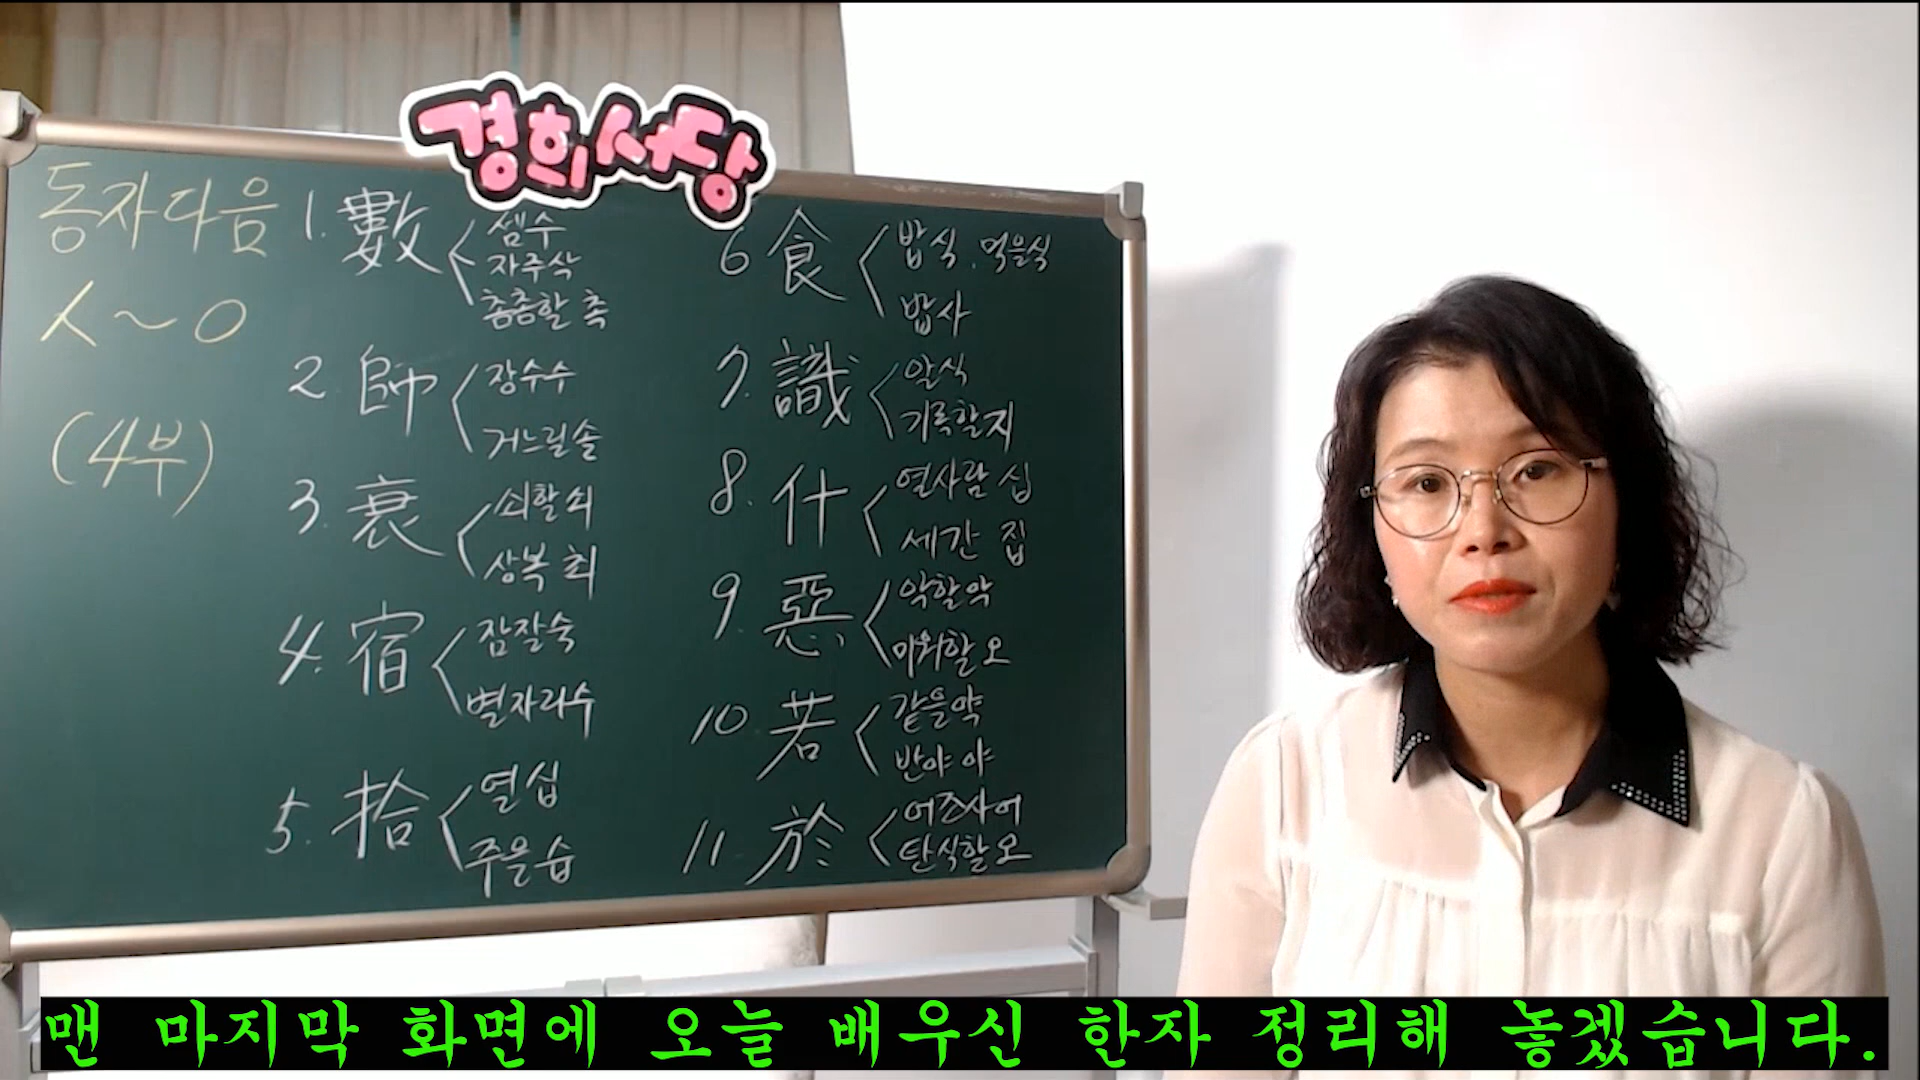 경희서당
동자다음
ㅅ~ㅇ
(4부)
1. 數 셈수
자주삭
촘촘할 촉
2. 帥 장수수
거느릴솔
3. 衰 쇠할쇠
상복 최
4. 宿 잠잘숙
별자리수
5. 拾 열십
주을습
6 食 밥식, 먹을식
밥사
7. 識 알식
기록할지
8. 什 열사람 십
세간 집
9. 惡 악할악
미워할오
10 若 같을약
반야야
11 於 어조사어
탄식할오
맨 마지막 화면에 오늘 배우신 한자 정리해 놓겠습니다.